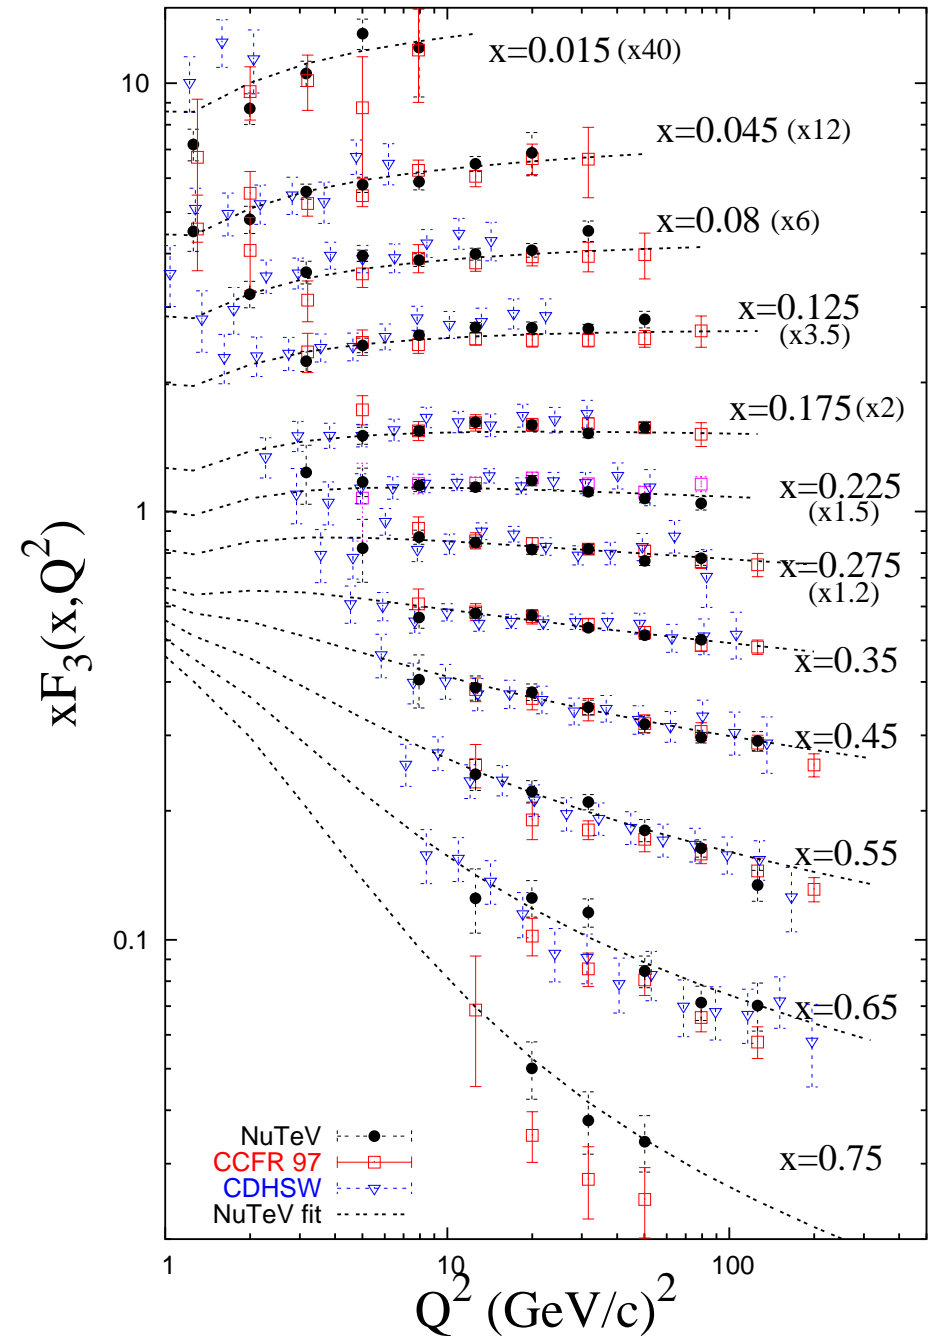 x=0.015 (x40)
10
x=0.045 (x12)
x=0.08 (x6)
x=0.125
(x3.5)
x=0.175 (x2)
1
x=0.225
(x1.5)
x=0.275
(x1.2)
xF₃(x,Q²)
x=0.35
x=0.45
x=0.55
0.1
x=0.65
NuTeV
CCFR 97
CDHSW
NuTeV fit
x=0.75
1
10
100
Q² (GeV/c)²